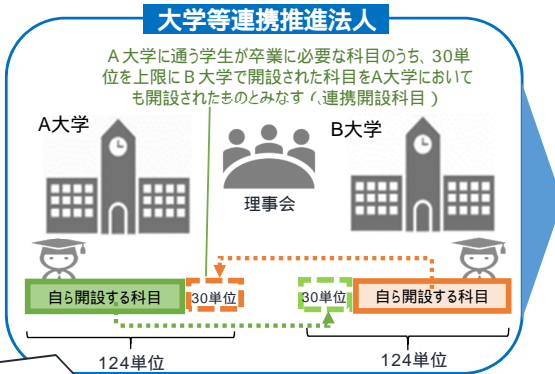 大学等連携推進法人
A大学に通う学生が卒業に必要な科目のうち、30単
位を上限にB大学で開設された科目をA大学において
も開設されたものとみなす(、連携開設科目)
A大学
B大学
理事会
自ら開設する科目
30単位
30単位
自ら開設する科目
124単位
124単位